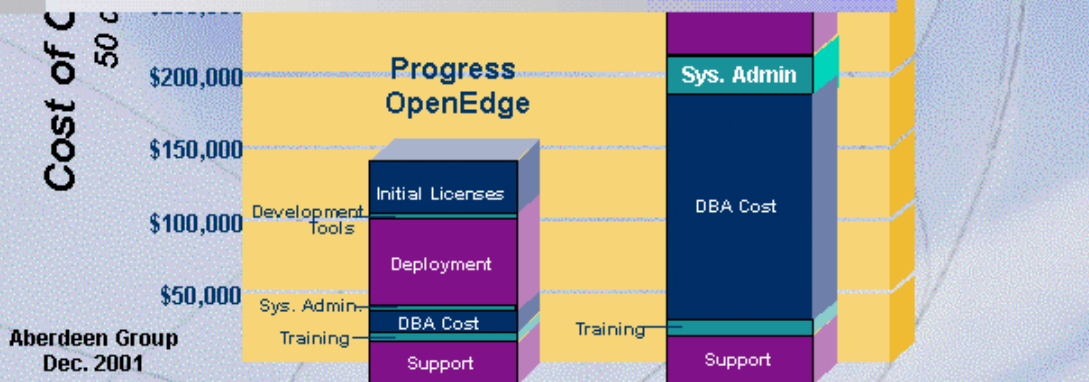 Cost of
50
$200,000
$150,000
$100,000
$50,000
Progress
OpenEdge
Initial Licenses
Development
Tools
Deployment
Sys. Admin.
DBA Cost
Training
Support
Sys. Admin
DBA Cost
Training
Support
Aberdeen Group
Dec. 2001